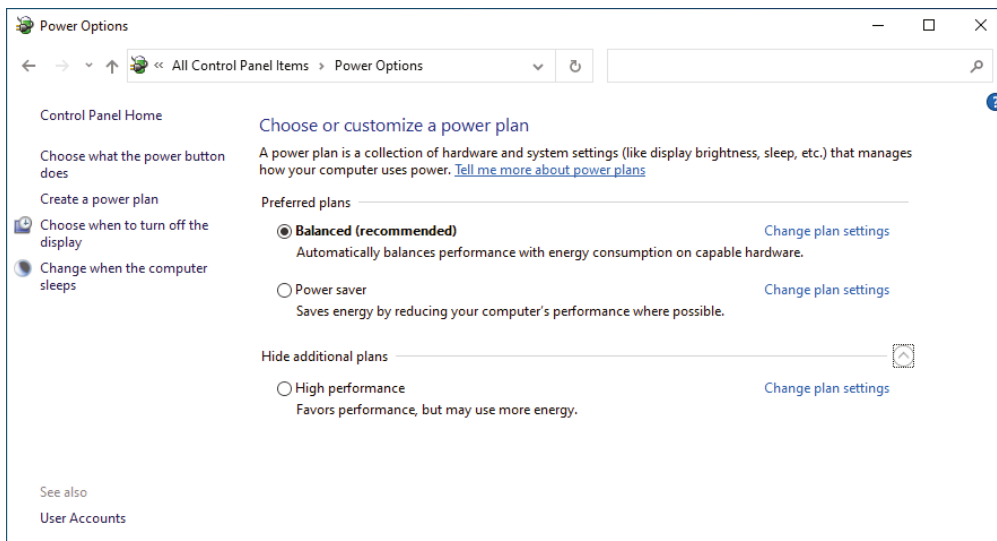 Power Options
« All Control Panel Items › Power Options
Control Panel Home
Choose what the power button
does
Create a power plan
Choose when to turn off the
display
Change when the computer
sleeps
See also
User Accounts
Choose or customize a power plan
A power plan is a collection of hardware and system settings (like display brightness, sleep, etc.) that manages
how your computer uses power. Tell me more about power plans
Preferred plans
Balanced (recommended) Change plan settings
Automatically balances performance with energy consumption on capable hardware.
Power saver Change plan settings
Saves energy by reducing your computer's performance where possible.
Hide additional plans
High performance Change plan settings
Favors performance, but may use more energy.
?